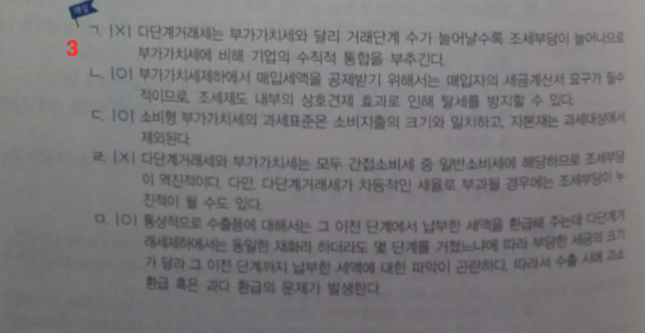 해설
3
ㄱ. |X| 다단계거래세는 부가가치세와 달리 거래단계 수가 늘어날수록 조세부담이 늘어나므로
부가가치세에 비해 기업의 수직적 통합을 부추긴다.
ㄴ. |O| 부가가치세제하에서 매입세액을 공제받기 위해서는 매입자의 세금계산서 요구가 필수
적이므로, 조세제도 내부의 상호견제 효과로 인해 탈세를 방지할 수 있다.
ㄷ. |O| 소비형 부가가치세의 과세표준은 소비지출의 크기와 일치하고, 자본재는 과세대상에서
제외된다.
ㄹ. |X| 다단계거래세와 부가가치세는 모두 간접소비세 중 일반소비세에 해당하므로 조세부담
이 역진적이다. 다만, 다단계거래세가 차등적인 세율로 부과될 경우에는 조세부담이 누
진적이 될 수도 있다.
ㅁ. |O| 통상적으로 수출품에 대해서는 그 이전 단계에서 납부한 세액을 환급해 주는데 다단계거
래세제하에서는 동일한 재화라 하더라도 몇 단계를 거쳤느냐에 따라 부담한 세금의 크기
가 달라 그 이전 단계까지 납부한 세액에 대한 파악이 곤란하다. 따라서 수출 시에 과소
환급 혹은 과다 환급의 문제가 발생한다.